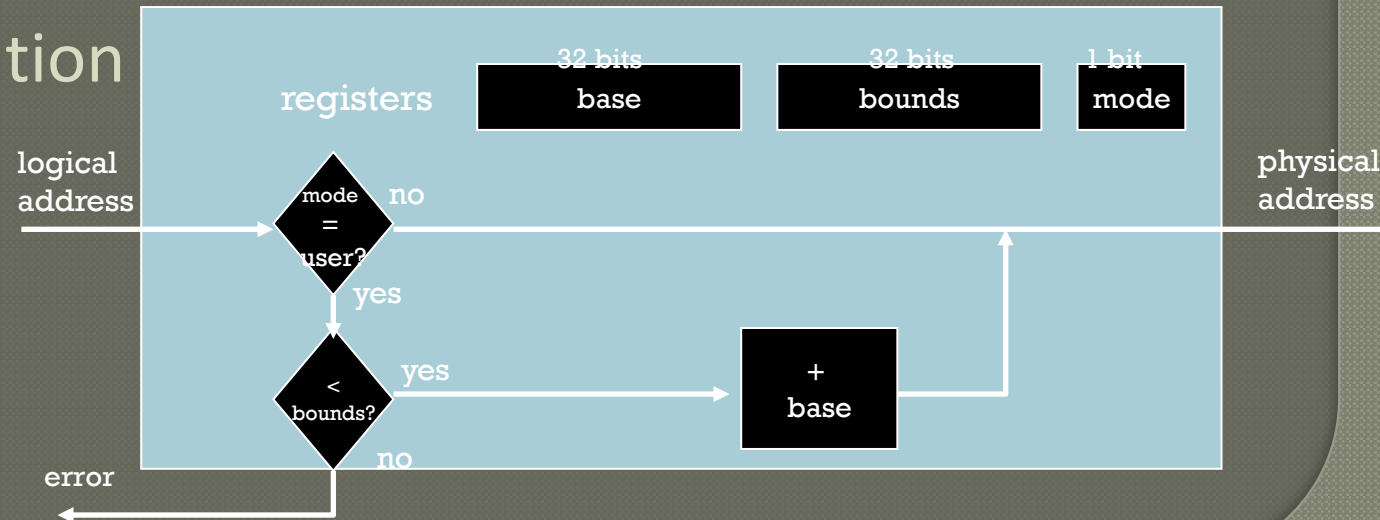 tion
32 bits
32 bits
1 bit
registers
base
bounds
mode
logical
address
physical
address
mode
=
user?
no
yes
<
bounds?
yes
+
base
no
error